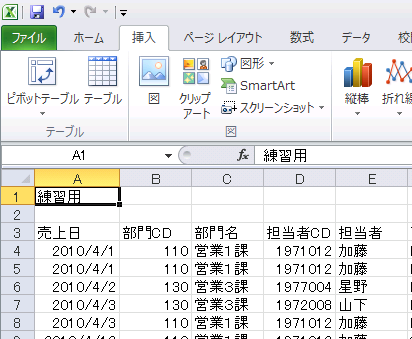 ファイル ホーム 挿入 ページ レイアウト 数式 データ 校
ピボットテーブル テーブル 図 クリップ アート 図形 SmartArt スクリーンショット 縦棒 折れ線
テーブル 図
A1 fx 練習用
A B C D E
1 練習用
2
3 売上日 部門CD 部門名 担当者CD 担当者
4 2010/4/1 110 営業1課 1971012 加藤
5 2010/4/1 110 営業1課 1971012 加藤
6 2010/4/2 130 営業3課 1977004 星野
7 2010/4/3 130 営業3課 1972008 山下
8 2010/4/3 110 営業1課 1971012 加藤